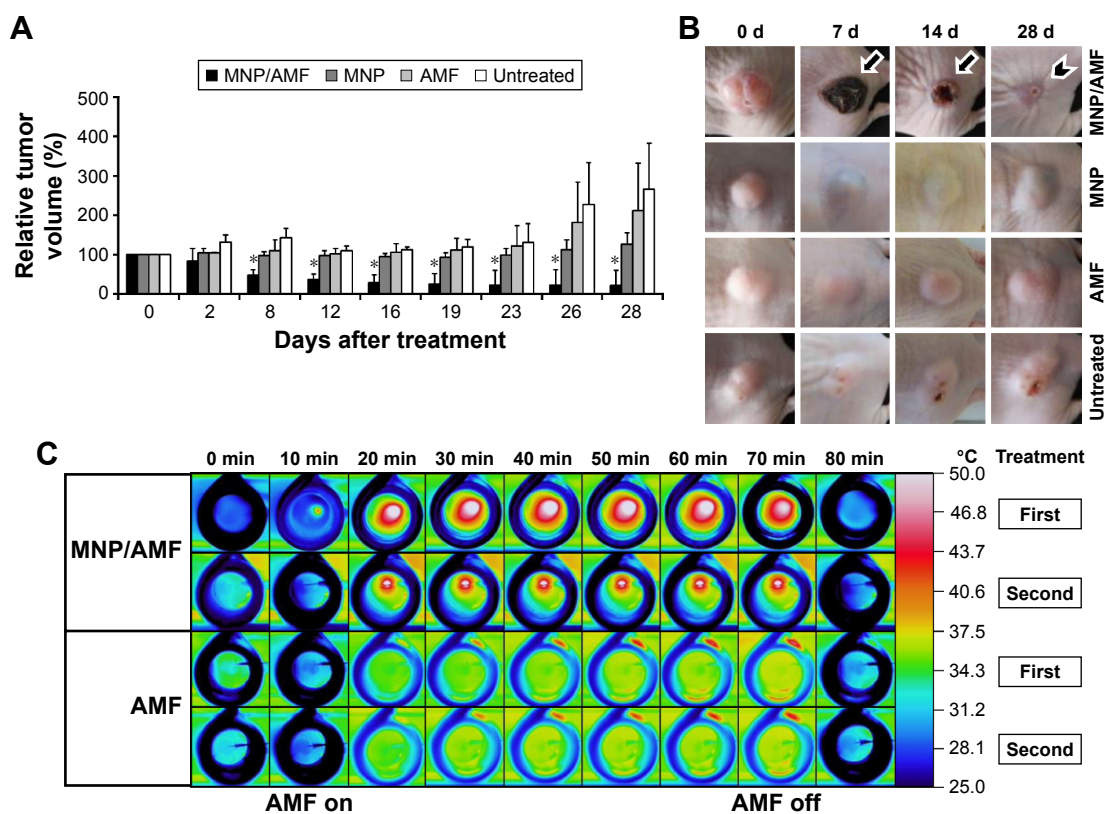 A
MNP/AMF MNP AMF Untreated
Relative tumor
volume (%)
500
400
300
200
100
0
* * * * * * *
0 2 8 12 16 19 23 26 28
Days after treatment
B
0 d 7 d 14 d 28 d
MNP/AMF
MNP
AMF
Untreated
C
0 min 10 min 20 min 30 min 40 min 50 min 60 min 70 min 80 min °C Treatment
MNP/AMF
AMF
50.0
46.8
43.7
40.6
37.5
34.3
31.2
28.1
25.0
First
Second
First
Second
AMF on AMF off